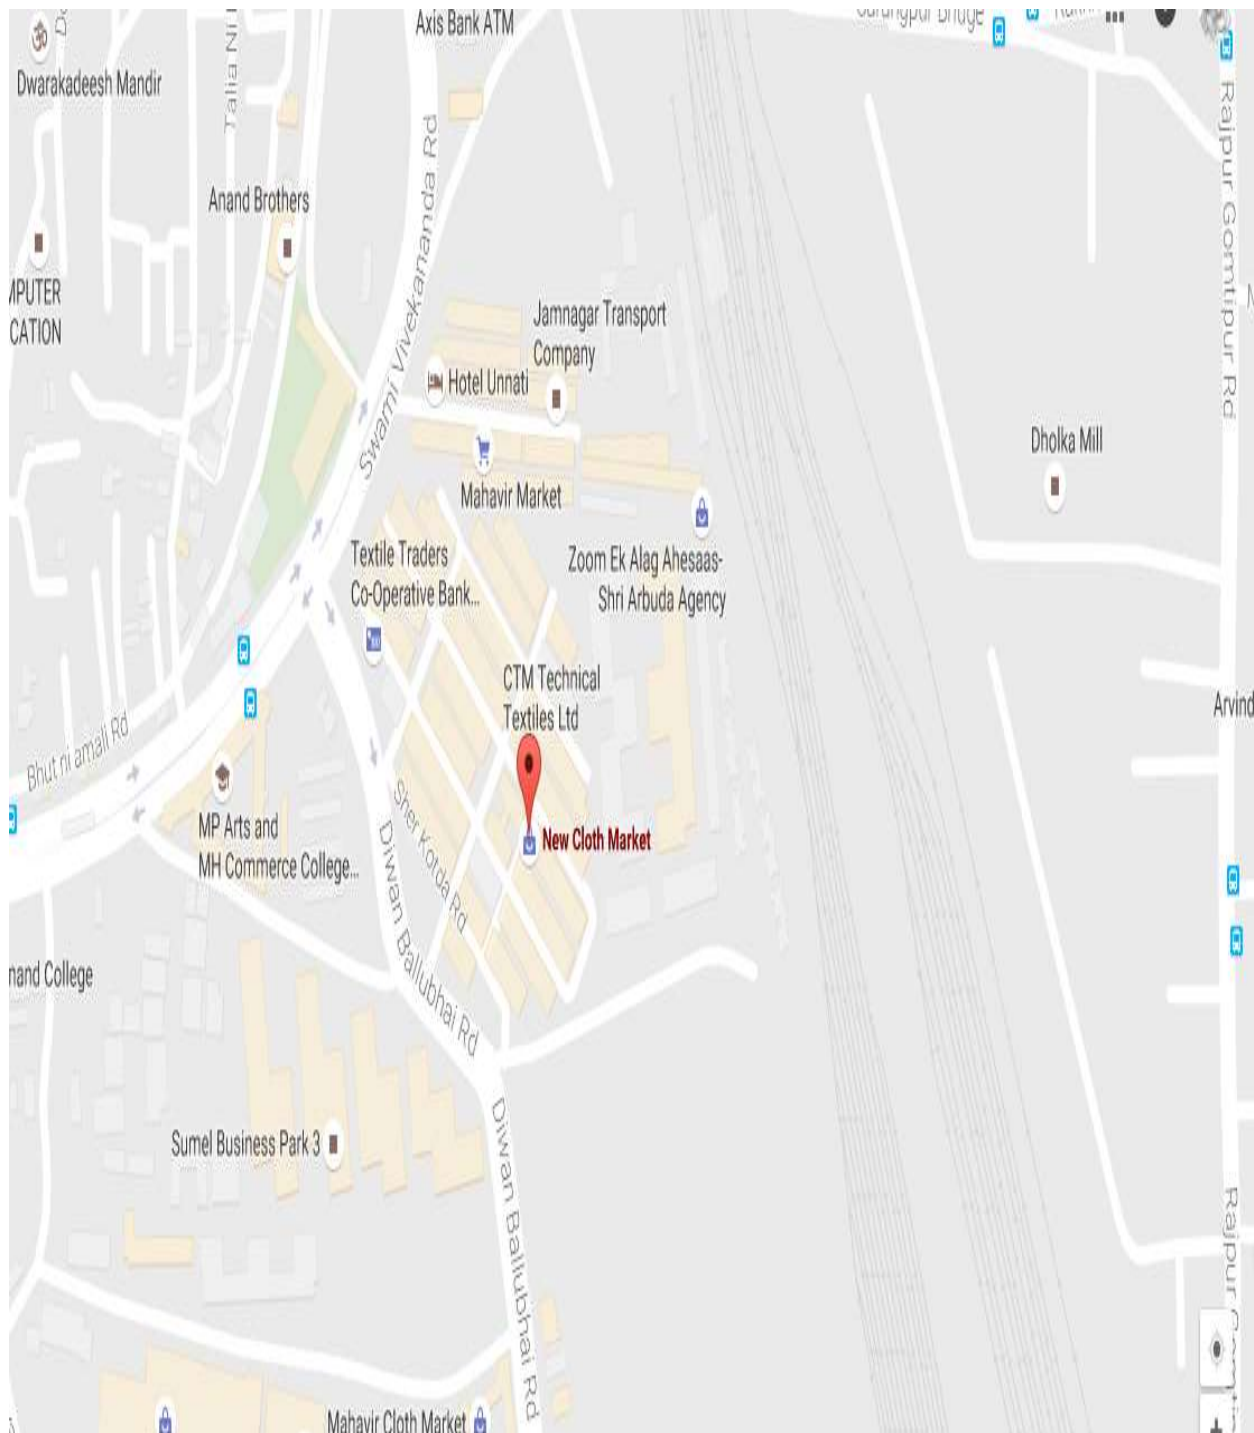 Axis Bank ATM
Dwarakadeesh Mandir
Talia Ni
Rajpur Gomtipur Rd
Swami Vivekananda Rd
Anand Brothers
Jamnagar Transport
Company
Hotel Unnati
Dholka Mill
Mahavir Market
Textile Traders
Co-Operative Bank...
Zoom Ek Alag Ahesaas-
Shri Arbuda Agency
CTM Technical
Textiles Ltd
Arvind
Bhut ni amali Rd
Sher Kotda Rd
Diwan Ballubhai Rd
MP Arts and
MH Commerce College...
New Cloth Market
nand College
Sumel Business Park 3
Diwan Ballubhai Rd
Rajpur
Mahavir Cloth Market
+